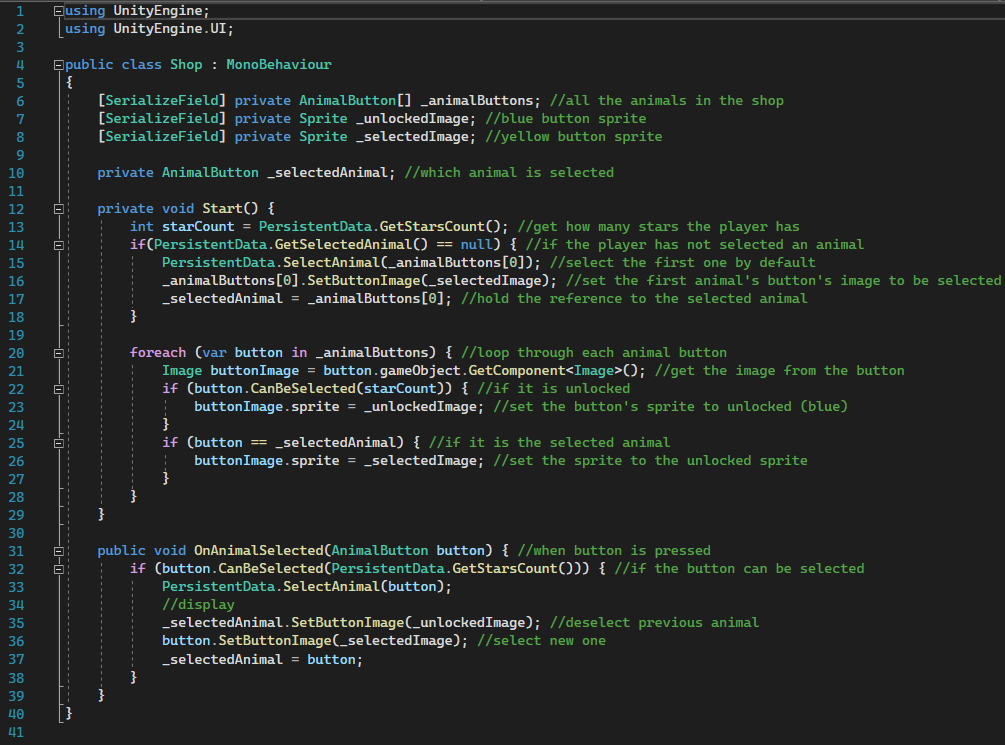 1 using UnityEngine;
2 using UnityEngine.UI;
3
4 public class Shop : MonoBehaviour
5 {
6     [SerializeField] private AnimalButton[] _animalButtons; //all the animals in the shop
7     [SerializeField] private Sprite _unlockedImage; //blue button sprite
8     [SerializeField] private Sprite _selectedImage; //yellow button sprite
9
10     private AnimalButton _selectedAnimal; //which animal is selected
11
12     private void Start() {
13         int starCount = PersistentData.GetStarsCount(); //get how many stars the player has
14         if(PersistentData.GetSelectedAnimal() == null) { //if the player has not selected an animal
15             PersistentData.SelectAnimal(_animalButtons[0]); //select the first one by default
16             _animalButtons[0].SetButtonImage(_selectedImage); //set the first animal's button's image to be selected
17             _selectedAnimal = _animalButtons[0]; //hold the reference to the selected animal
18         }
19
20         foreach (var button in _animalButtons) { //loop through each animal button
21             Image buttonImage = button.gameObject.GetComponent<Image>(); //get the image from the button
22             if (button.CanBeSelected(starCount)) { //if it is unlocked
23                 buttonImage.sprite = _unlockedImage; //set the button's sprite to unlocked (blue)
24             }
25             if (button == _selectedAnimal) { //if it is the selected animal
26                 buttonImage.sprite = _selectedImage; //set the sprite to the unlocked sprite
27             }
28         }
29     }
30
31     public void OnAnimalSelected(AnimalButton button) { //when button is pressed
32         if (button.CanBeSelected(PersistentData.GetStarsCount())) { //if the button can be selected
33             PersistentData.SelectAnimal(button);
34             //display
35             _selectedAnimal.SetButtonImage(_unlockedImage); //deselect previous animal
36             button.SetButtonImage(_selectedImage); //select new one
37             _selectedAnimal = button;
38         }
39     }
40 }
41